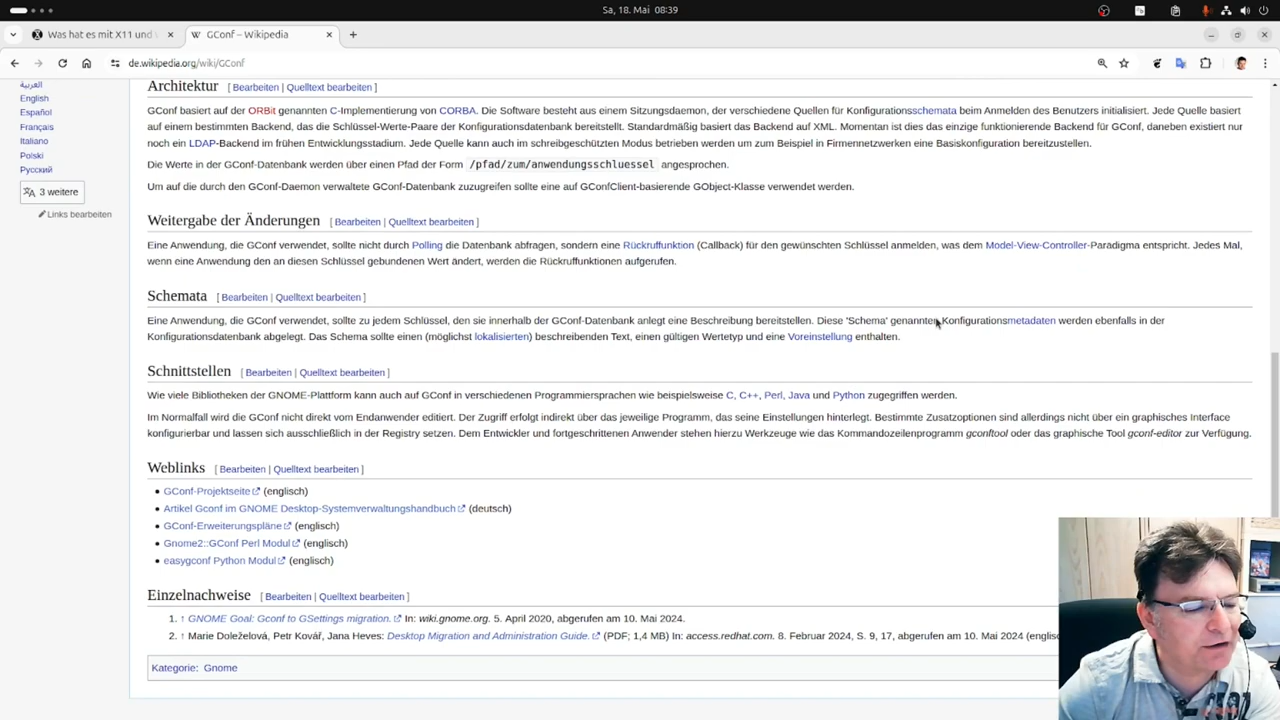 Sa, 18. Mai 08:39
Was hat es mit X11 und
GConf – Wikipedia
de.wikipedia.org/wiki/GConf
العربية
English
Español
Français
Italiano
Polski
Русский
3 weitere
Links bearbeiten
Architektur [ Bearbeiten | Quelltext bearbeiten ]
GConf basiert auf der ORBit genannten C-Implementierung von CORBA. Die Software besteht aus einem Sitzungsdaemon, der verschiedene Quellen für Konfigurationsschemata beim Anmelden des Benutzers initialisiert. Jede Quelle basiert
auf einem bestimmten Backend, das die Schlüssel-Werte-Paare der Konfigurationsdatenbank bereitstellt. Standardmäßig basiert das Backend auf XML. Momentan ist dies das einzige funktionierende Backend für GConf, daneben existiert nur
noch ein LDAP-Backend im frühen Entwicklungsstadium. Jede Quelle kann auch im schreibgeschützten Modus betrieben werden um zum Beispiel in Firmennetzwerken eine Basiskonfiguration bereitzustellen.
Die Werte in der GConf-Datenbank werden über einen Pfad der Form /pfad/zum/anwendungsschluessel angesprochen.
Um auf die durch den GConf-Daemon verwaltete GConf-Datenbank zuzugreifen sollte eine auf GConfClient-basierende GObject-Klasse verwendet werden.
Weitergabe der Änderungen [ Bearbeiten | Quelltext bearbeiten ]
Eine Anwendung, die GConf verwendet, sollte nicht durch Polling die Datenbank abfragen, sondern eine Rückruffunktion (Callback) für den gewünschten Schlüssel anmelden, was dem Model-View-Controller-Paradigma entspricht. Jedes Mal,
wenn eine Anwendung den an diesen Schlüssel gebundenen Wert ändert, werden die Rückruffunktionen aufgerufen.
Schemata [ Bearbeiten | Quelltext bearbeiten ]
Eine Anwendung, die GConf verwendet, sollte zu jedem Schlüssel, den sie innerhalb der GConf-Datenbank anlegt eine Beschreibung bereitstellen. Diese 'Schema' genannten Konfigurationsmetadaten werden ebenfalls in der
Konfigurationsdatenbank abgelegt. Das Schema sollte einen (möglichst lokalisierten) beschreibenden Text, einen gültigen Wertetyp und eine Voreinstellung enthalten.
Schnittstellen [ Bearbeiten | Quelltext bearbeiten ]
Wie viele Bibliotheken der GNOME-Plattform kann auch auf GConf in verschiedenen Programmiersprachen wie beispielsweise C, C++, Perl, Java und Python zugegriffen werden.
Im Normalfall wird die GConf nicht direkt vom Endanwender editiert. Der Zugriff erfolgt indirekt über das jeweilige Programm, das seine Einstellungen hinterlegt. Bestimmte Zusatzoptionen sind allerdings nicht über ein graphisches Interface
konfigurierbar und lassen sich ausschließlich in der Registry setzen. Dem Entwickler und fortgeschrittenen Anwender stehen hierzu Werkzeuge wie das Kommandozeilenprogramm gconftool oder das graphische Tool gconf-editor zur Verfügung.
Weblinks [ Bearbeiten | Quelltext bearbeiten ]
• GConf-Projektseite (englisch)
• Artikel Gconf im GNOME Desktop-Systemverwaltungshandbuch (deutsch)
• GConf-Erweiterungspläne (englisch)
• Gnome2::GConf Perl Modul (englisch)
• easygconf Python Modul (englisch)
Einzelnachweise [ Bearbeiten | Quelltext bearbeiten ]
1. ↑ GNOME Goal: Gconf to GSettings migration. In: wiki.gnome.org. 5. April 2020, abgerufen am 10. Mai 2024.
2. ↑ Marie Doleželová, Petr Kovář, Jana Heves: Desktop Migration and Administration Guide. (PDF; 1,4 MB) In: access.redhat.com. 8. Februar 2024, S. 9, 17, abgerufen am 10. Mai 2024 (englisc
Kategorie: Gnome